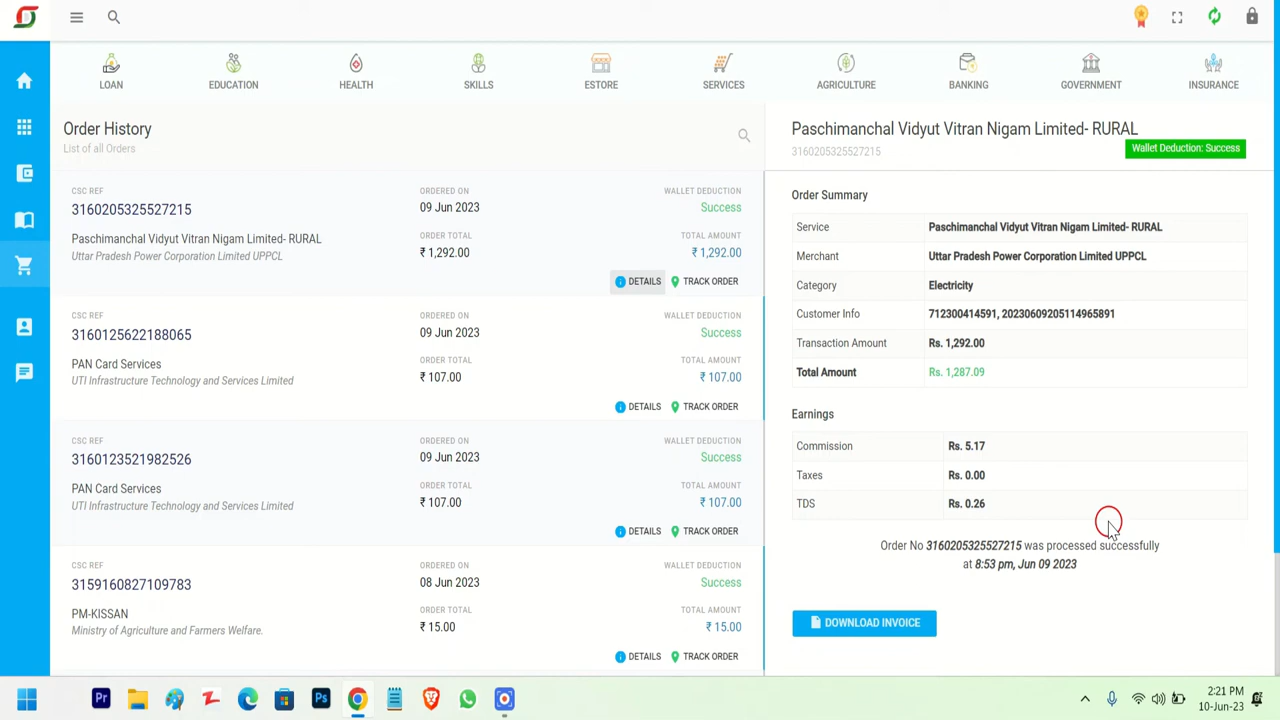 LOAN EDUCATION HEALTH SKILLS ESTORE SERVICES AGRICULTURE BANKING GOVERNMENT INSURANCE
Order History
List of all Orders
CSC REF ORDERED ON WALLET DEDUCTION
3160205325527215 09 Jun 2023 Success
Paschimanchal Vidyut Vitran Nigam Limited- RURAL ORDER TOTAL TOTAL AMOUNT
Uttar Pradesh Power Corporation Limited UPPCL ₹ 1,292.00 ₹ 1,292.00
DETAILS TRACK ORDER
CSC REF ORDERED ON WALLET DEDUCTION
3160125622188065 09 Jun 2023 Success
PAN Card Services ORDER TOTAL TOTAL AMOUNT
UTI Infrastructure Technology and Services Limited ₹ 107.00 ₹ 107.00
DETAILS TRACK ORDER
CSC REF ORDERED ON WALLET DEDUCTION
3160123521982526 09 Jun 2023 Success
PAN Card Services ORDER TOTAL TOTAL AMOUNT
UTI Infrastructure Technology and Services Limited ₹ 107.00 ₹ 107.00
DETAILS TRACK ORDER
CSC REF ORDERED ON WALLET DEDUCTION
3159160827109783 08 Jun 2023 Success
PM-KISSAN ORDER TOTAL TOTAL AMOUNT
Ministry of Agriculture and Farmers Welfare. ₹ 15.00 ₹ 15.00
DETAILS TRACK ORDER
Paschimanchal Vidyut Vitran Nigam Limited- RURAL
3160205325527215 Wallet Deduction: Success
Order Summary
Service Paschimanchal Vidyut Vitran Nigam Limited- RURAL
Merchant Uttar Pradesh Power Corporation Limited UPPCL
Category Electricity
Customer Info 712300414591, 20230609205114965891
Transaction Amount Rs. 1,292.00
Total Amount Rs. 1,287.09
Earnings
Commission Rs. 5.17
Taxes Rs. 0.00
TDS Rs. 0.26
Order No 3160205325527215 was processed successfully
at 8:53 pm, Jun 09 2023
DOWNLOAD INVOICE
Pr Ps 2:21 PM
10-Jun-23